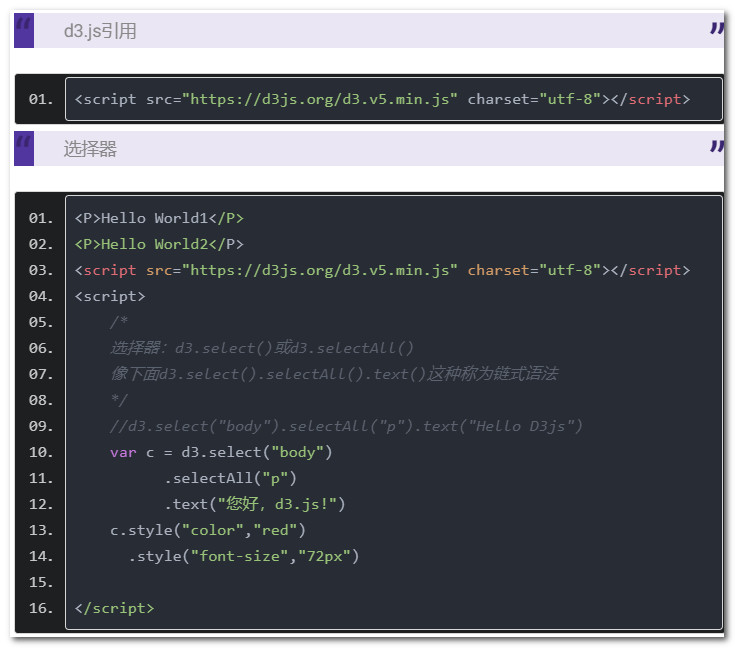 “ d3.js引用 ”
01. <script src="https://d3js.org/d3.v5.min.js" charset="utf-8"></script>
“ 选择器 ”
01. <P>Hello World1</P>
02. <P>Hello World2</P>
03. <script src="https://d3js.org/d3.v5.min.js" charset="utf-8"></script>
04. <script>
05. /*
06. 选择器：d3.select()或d3.selectAll()
07. 像下面d3.select().selectAll().text()这种称为链式语法
08. */
09. //d3.select("body").selectAll("p").text("Hello D3js")
10. var c = d3.select("body")
11. .selectAll("p")
12. .text("您好，d3.js!")
13. c.style("color","red")
14. .style("font-size","72px")
15.
16. </script>